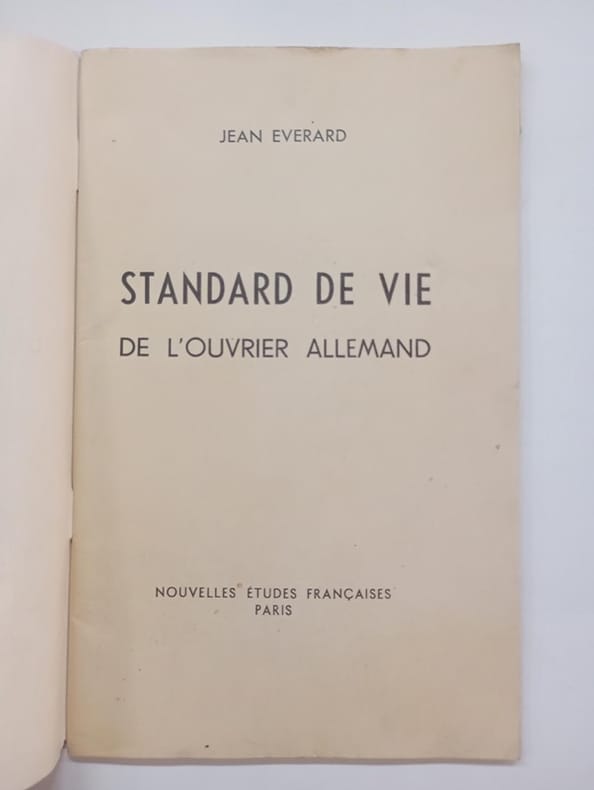 JEAN EVERARD
STANDARD DE VIE
DE L'OUVRIER ALLEMAND
NOUVELLES ÉTUDES FRANÇAISES
PARIS